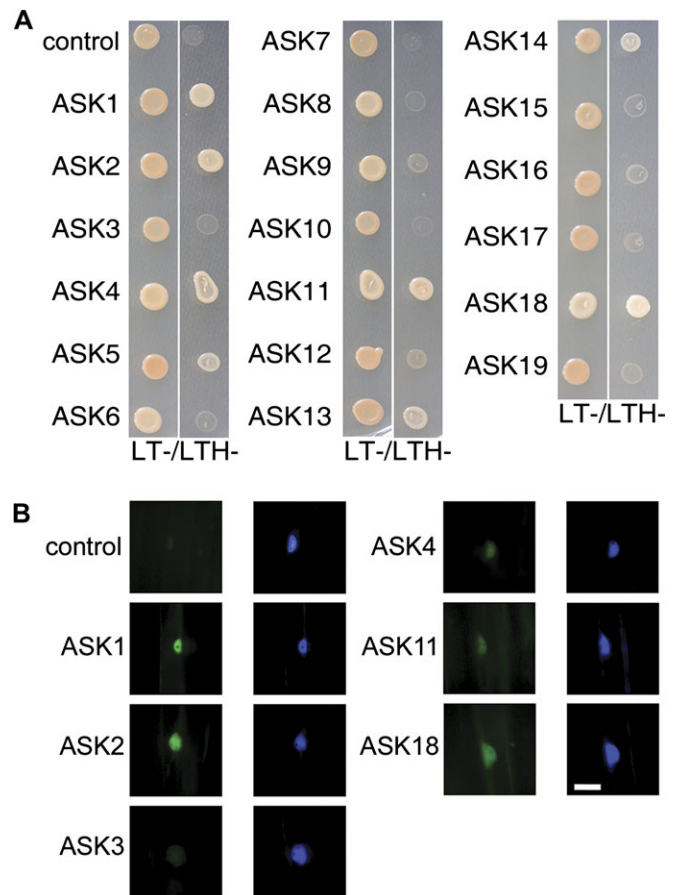 A
control
ASK1
ASK2
ASK3
ASK4
ASK5
ASK6
LT-/LTH-
ASK7
ASK8
ASK9
ASK10
ASK11
ASK12
ASK13
LT-/LTH-
ASK14
ASK15
ASK16
ASK17
ASK18
ASK19
LT-/LTH-
B
control
ASK1
ASK2
ASK3
ASK4
ASK11
ASK18